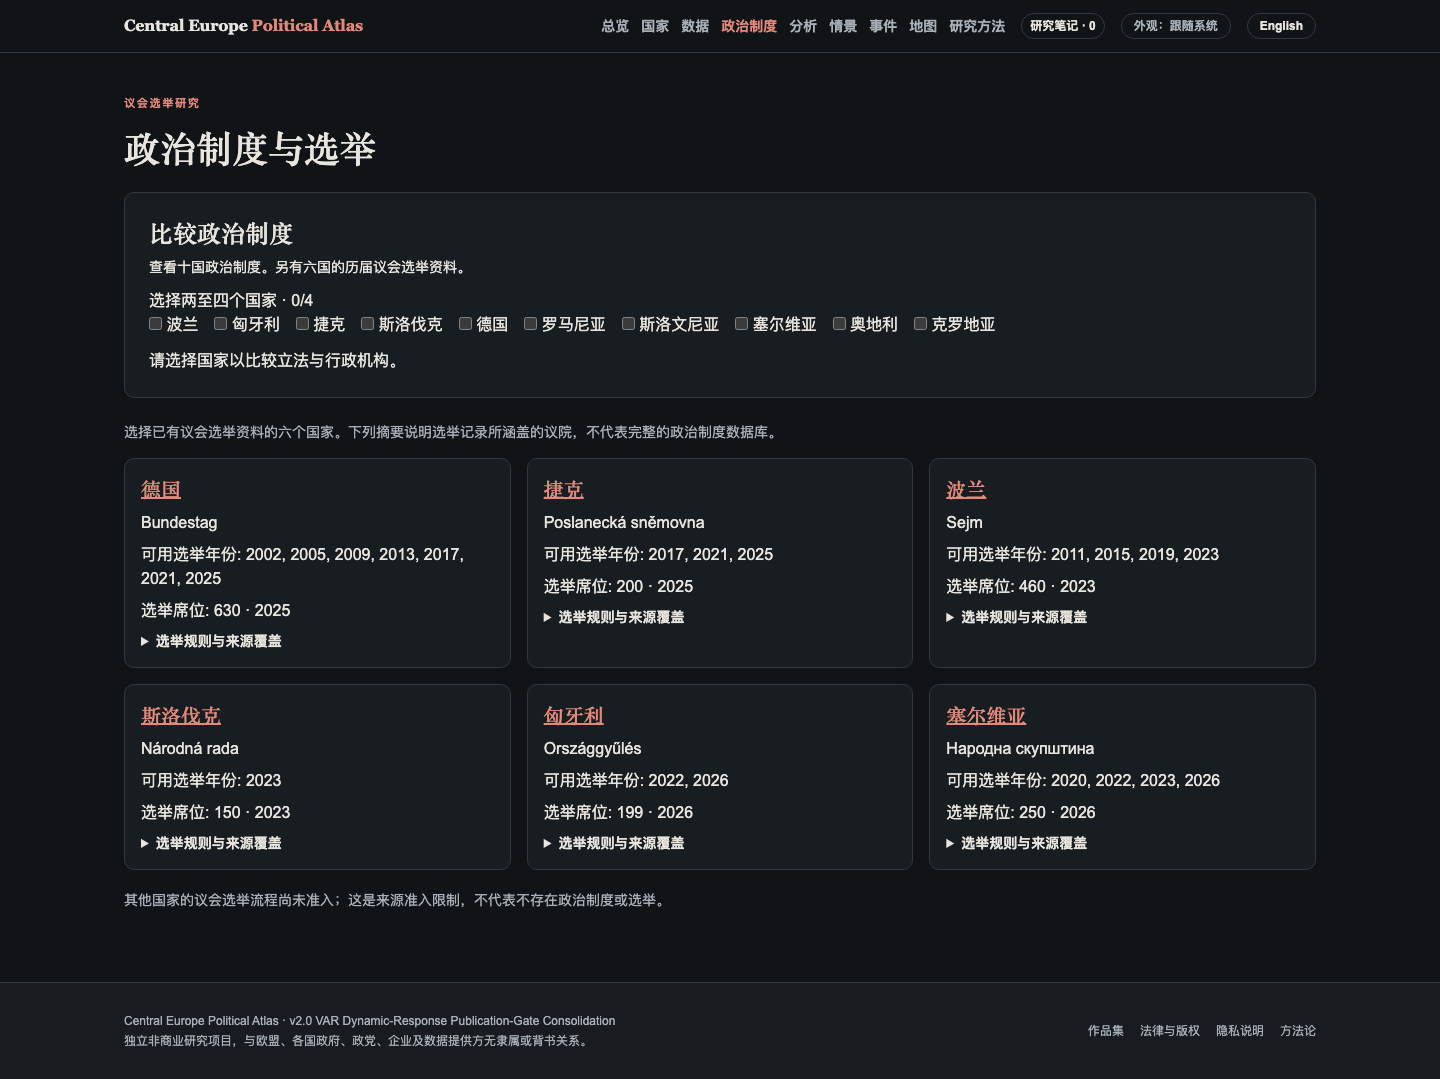 Central Europe Political Atlas
总览 国家 数据 政治制度 分析 情景 事件 地图 研究方法 研究笔记 · 0 外观：跟随系统 English
议会选举研究
政治制度与选举
比较政治制度
查看十国政治制度。另有六国的历届议会选举资料。
选择两至四个国家 · 0/4
波兰 匈牙利 捷克 斯洛伐克 德国 罗马尼亚 斯洛文尼亚 塞尔维亚 奥地利 克罗地亚
请选择国家以比较立法与行政机构。
选择已有议会选举资料的六个国家。下列摘要说明选举记录所涵盖的议院，不代表完整的政治制度数据库。
德国
Bundestag
可用选举年份: 2002, 2005, 2009, 2013, 2017,
2021, 2025
选举席位: 630 · 2025
▶ 选举规则与来源覆盖
捷克
Poslanecká sněmovna
可用选举年份: 2017, 2021, 2025
选举席位: 200 · 2025
▶ 选举规则与来源覆盖
波兰
Sejm
可用选举年份: 2011, 2015, 2019, 2023
选举席位: 460 · 2023
▶ 选举规则与来源覆盖
斯洛伐克
Národná rada
可用选举年份: 2023
选举席位: 150 · 2023
▶ 选举规则与来源覆盖
匈牙利
Országgyűlés
可用选举年份: 2022, 2026
选举席位: 199 · 2026
▶ 选举规则与来源覆盖
塞尔维亚
Народна скупштина
可用选举年份: 2020, 2022, 2023, 2026
选举席位: 250 · 2026
▶ 选举规则与来源覆盖
其他国家的议会选举流程尚未准入；这是来源准入限制，不代表不存在政治制度或选举。
Central Europe Political Atlas · v2.0 VAR Dynamic-Response Publication-Gate Consolidation
独立非商业研究项目，与欧盟、各国政府、政党、企业及数据提供方无隶属或背书关系。
作品集 法律与版权 隐私说明 方法论